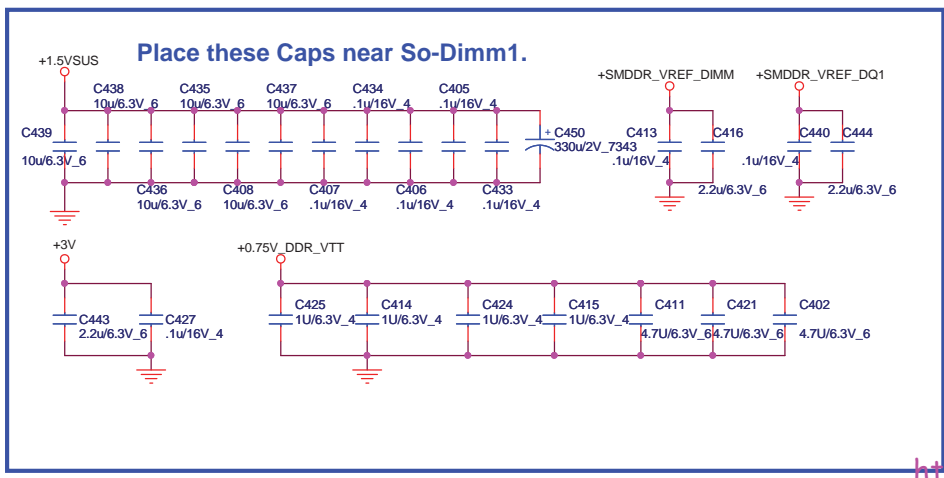 Place these Caps near So-Dimm1.
+1.5VSUS
C438
10u/6.3V_6
C435
10u/6.3V_6
C437
10u/6.3V_6
C434
.1u/16V_4
C405
.1u/16V_4
C439
10u/6.3V_6
+ C450
330u/2V_7343
C436
10u/6.3V_6
C408
10u/6.3V_6
C407
.1u/16V_4
C406
.1u/16V_4
C433
.1u/16V_4
+SMDDR_VREF_DIMM
C413
.1u/16V_4
C416
2.2u/6.3V_6
+SMDDR_VREF_DQ1
C440
.1u/16V_4
C444
2.2u/6.3V_6
+3V
C443
2.2u/6.3V_6
C427
.1u/16V_4
+0.75V_DDR_VTT
C425
1U/6.3V_4
C414
1U/6.3V_4
C424
1U/6.3V_4
C415
1U/6.3V_4
C411
4.7U/6.3V_6
C421
4.7U/6.3V_6
C402
4.7U/6.3V_6
ht